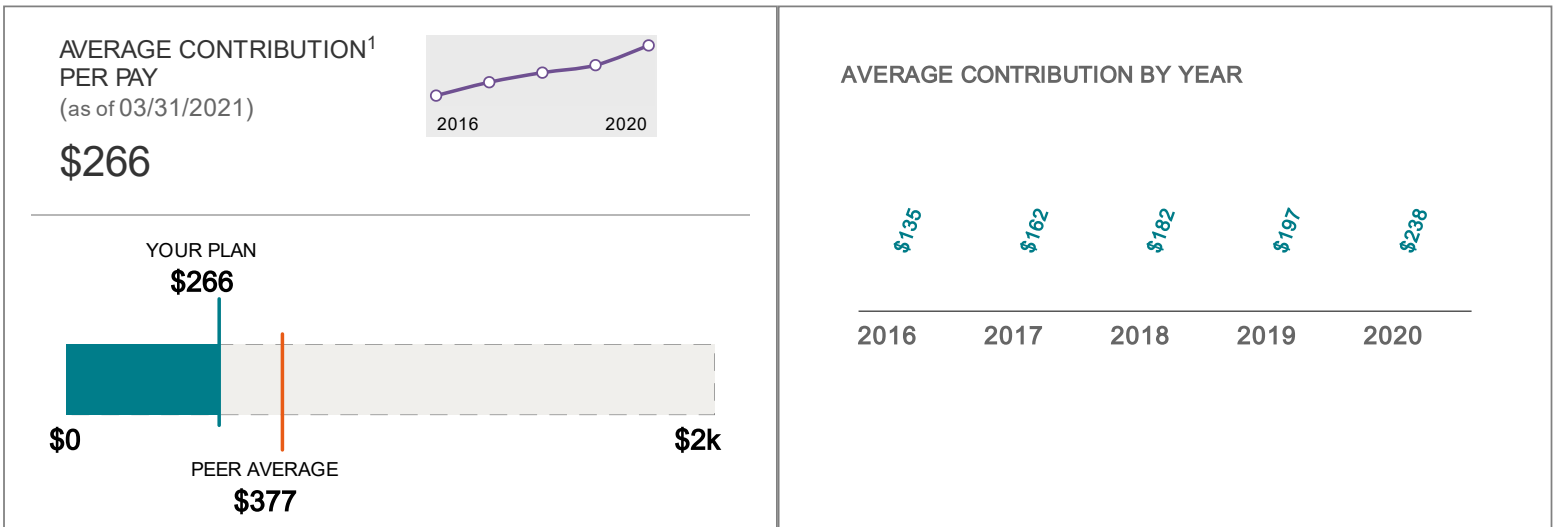 AVERAGE CONTRIBUTION1
PER PAY
(as of 03/31/2021)
$266
2016 2020
YOUR PLAN
$266
$0 $2k
PEER AVERAGE
$377
AVERAGE CONTRIBUTION BY YEAR
$135 $162 $182 $197 $238
2016 2017 2018 2019 2020